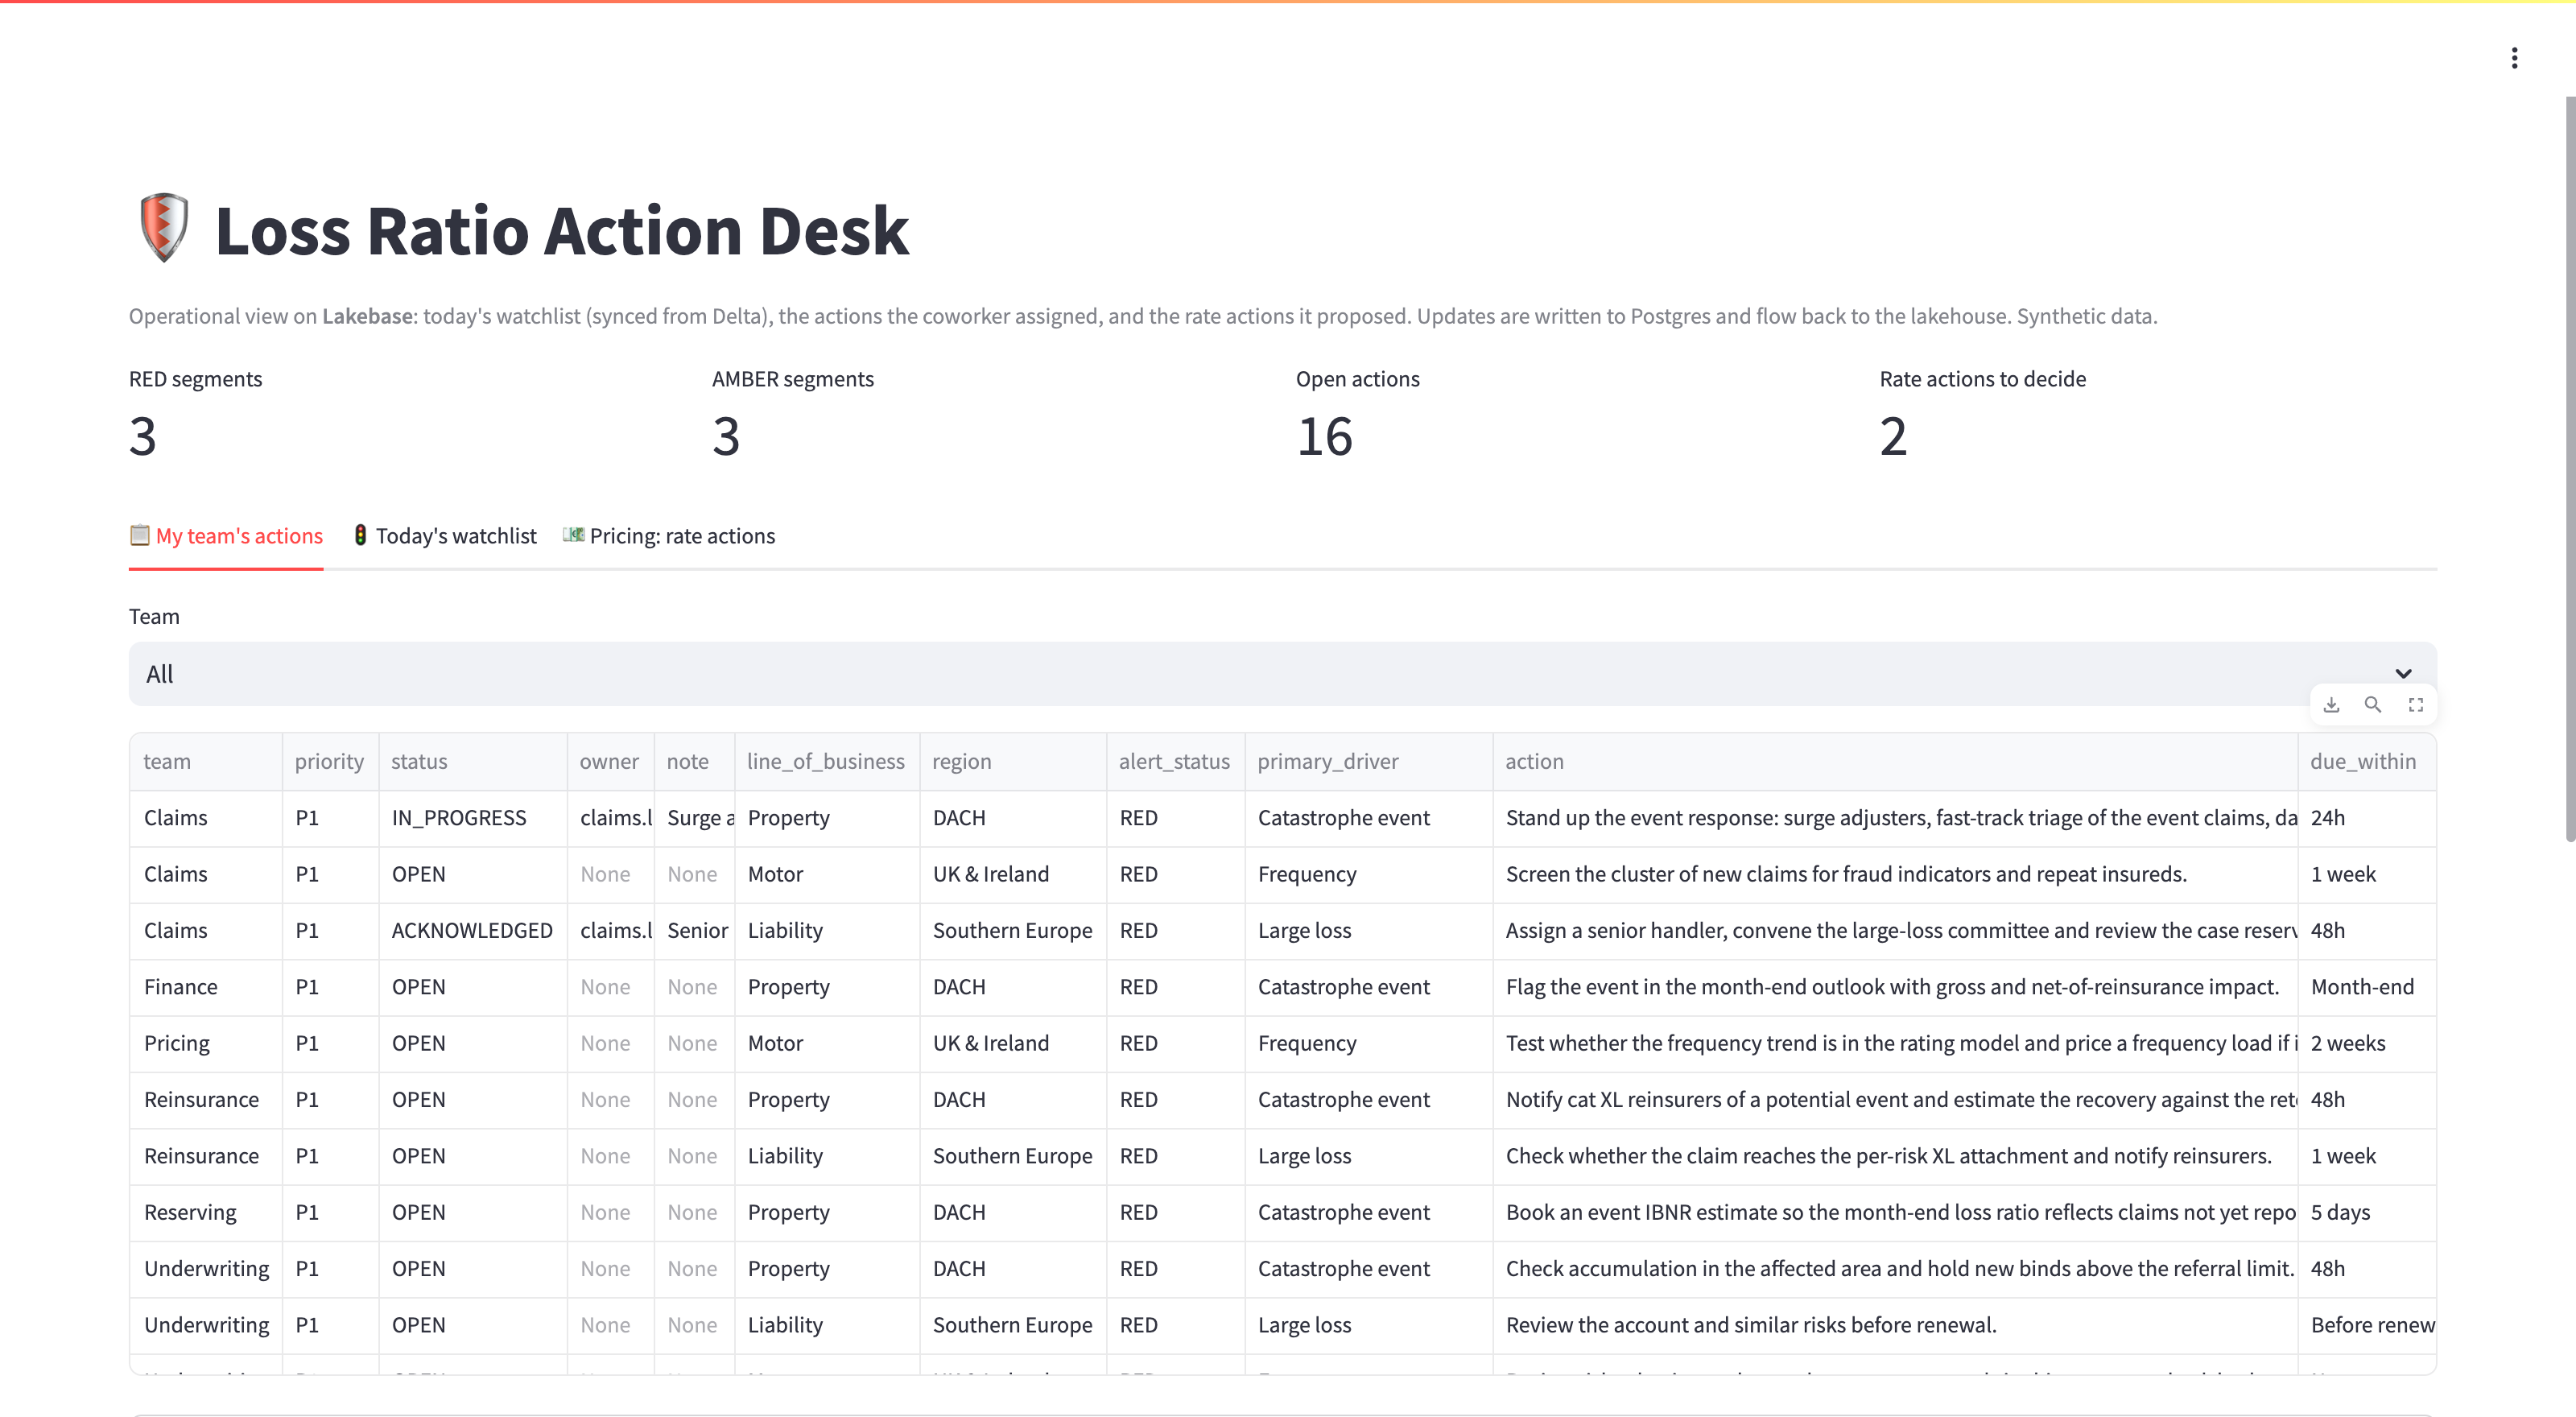 Loss Ratio Action Desk
Operational view on Lakebase: today's watchlist (synced from Delta), the actions the coworker assigned, and the rate actions it proposed. Updates are written to Postgres and flow back to the lakehouse. Synthetic data.
RED segments AMBER segments Open actions Rate actions to decide
3 3 16 2
My team's actions Today's watchlist Pricing: rate actions
Team
All
team priority status owner note line_of_business region alert_status primary_driver action due_within
Claims P1 IN_PROGRESS claims.l Surge a Property DACH RED Catastrophe event Stand up the event response: surge adjusters, fast-track triage of the event claims, da 24h
Claims P1 OPEN None None Motor UK & Ireland RED Frequency Screen the cluster of new claims for fraud indicators and repeat insureds. 1 week
Claims P1 ACKNOWLEDGED claims.l Senior Liability Southern Europe RED Large loss Assign a senior handler, convene the large-loss committee and review the case reserv 48h
Finance P1 OPEN None None Property DACH RED Catastrophe event Flag the event in the month-end outlook with gross and net-of-reinsurance impact. Month-end
Pricing P1 OPEN None None Motor UK & Ireland RED Frequency Test whether the frequency trend is in the rating model and price a frequency load if i 2 weeks
Reinsurance P1 OPEN None None Property DACH RED Catastrophe event Notify cat XL reinsurers of a potential event and estimate the recovery against the ret 48h
Reinsurance P1 OPEN None None Liability Southern Europe RED Large loss Check whether the claim reaches the per-risk XL attachment and notify reinsurers. 1 week
Reserving P1 OPEN None None Property DACH RED Catastrophe event Book an event IBNR estimate so the month-end loss ratio reflects claims not yet repo 5 days
Underwriting P1 OPEN None None Property DACH RED Catastrophe event Check accumulation in the affected area and hold new binds above the referral limit. 48h
Underwriting P1 OPEN None None Liability Southern Europe RED Large loss Review the account and similar risks before renewal. Before renew